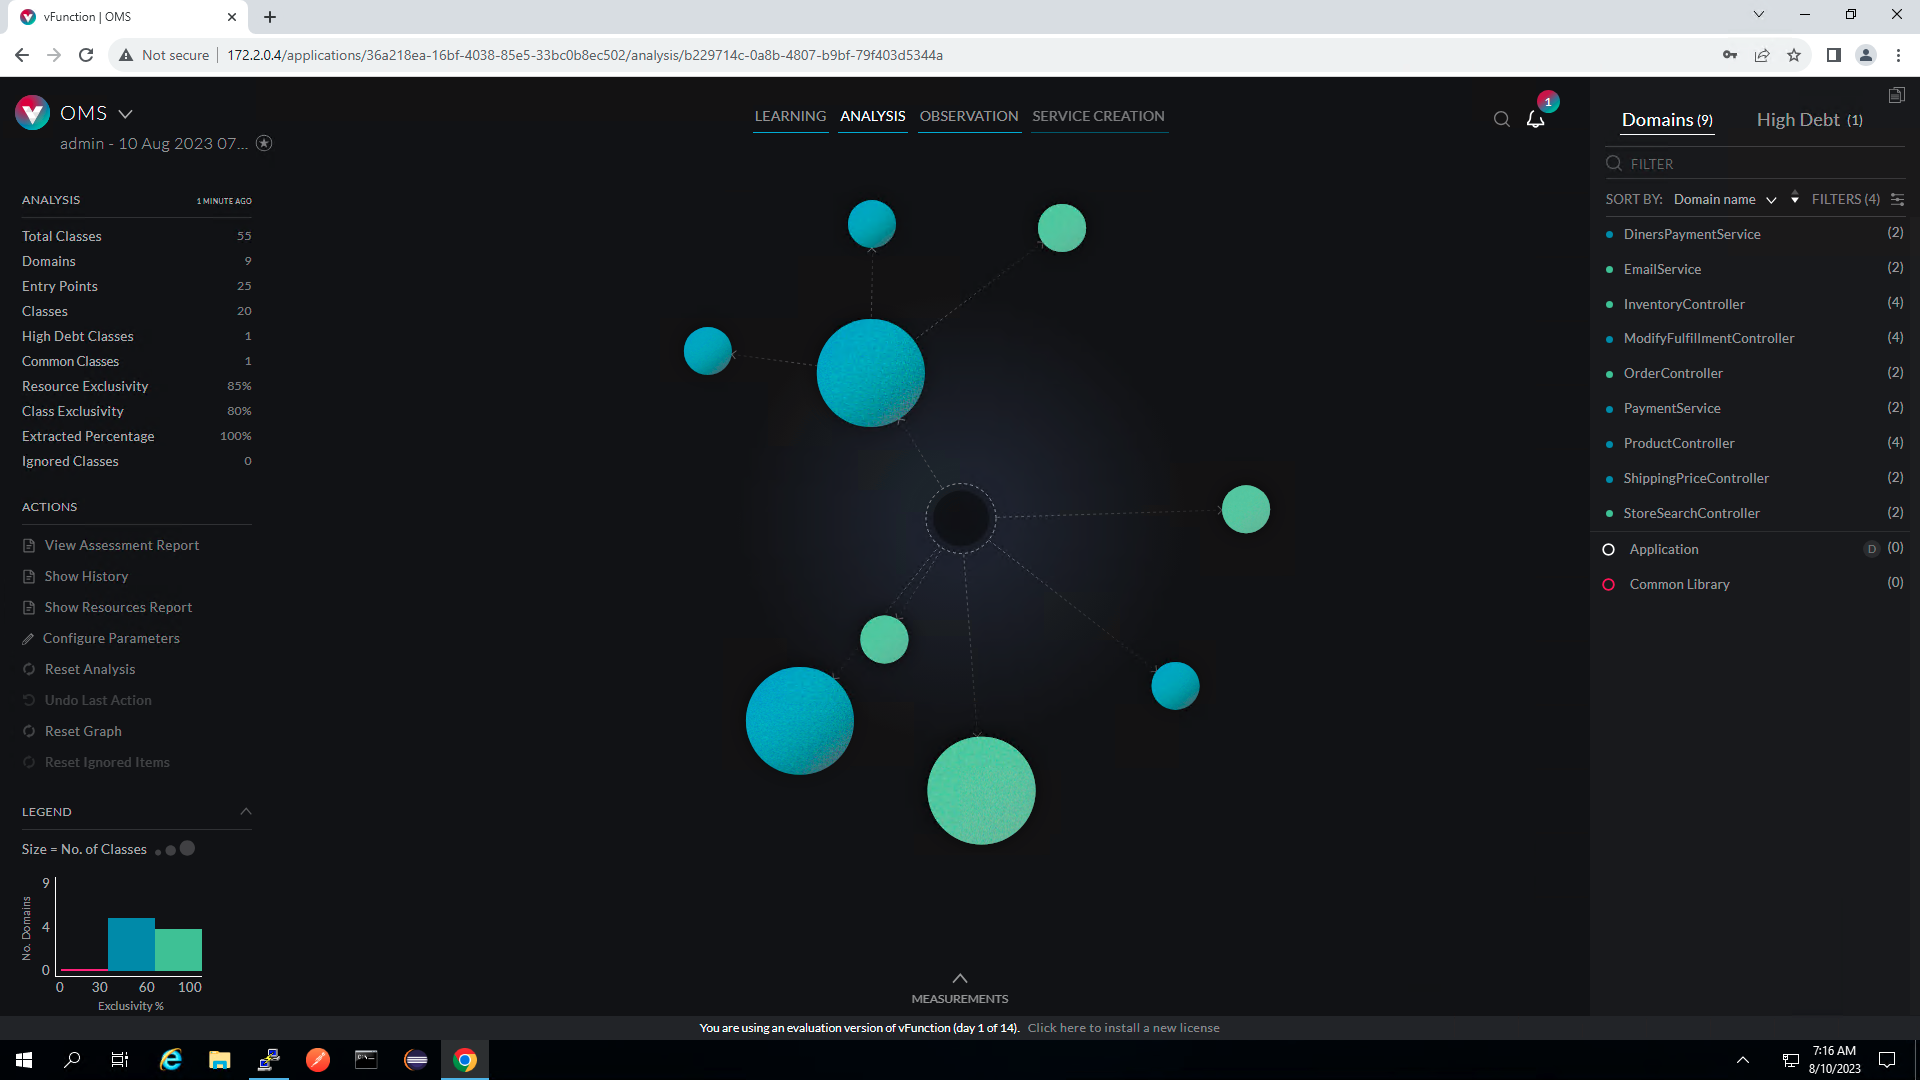 vFunction | OMS
Not secure
172.2.0.4/applications/36a218ea-16bf-4038-85e5-33bc0b8ec502/analysis/b229714c-0a8b-4807-b9bf-79f403d5344a
OMS
admin - 10 Aug 2023 07...
LEARNING ANALYSIS OBSERVATION SERVICE CREATION
1
Domains (9) High Debt (1)
FILTER
SORT BY: Domain name FILTERS (4)
DinersPaymentService (2)
EmailService (2)
InventoryController (4)
ModifyFulfillmentController (4)
OrderController (2)
PaymentService (2)
ProductController (4)
ShippingPriceController (2)
StoreSearchController (2)
Application D (0)
Common Library (0)
ANALYSIS 1 MINUTE AGO
Total Classes 55
Domains 9
Entry Points 25
Classes 20
High Debt Classes 1
Common Classes 1
Resource Exclusivity 85%
Class Exclusivity 80%
Extracted Percentage 100%
Ignored Classes 0
ACTIONS
View Assessment Report
Show History
Show Resources Report
Configure Parameters
Reset Analysis
Undo Last Action
Reset Graph
Reset Ignored Items
LEGEND
Size = No. of Classes
No. Domains
9
4
0
0 30 60 100
Exclusivity %
MEASUREMENTS
You are using an evaluation version of vFunction (day 1 of 14). Click here to install a new license
7:16 AM
8/10/2023